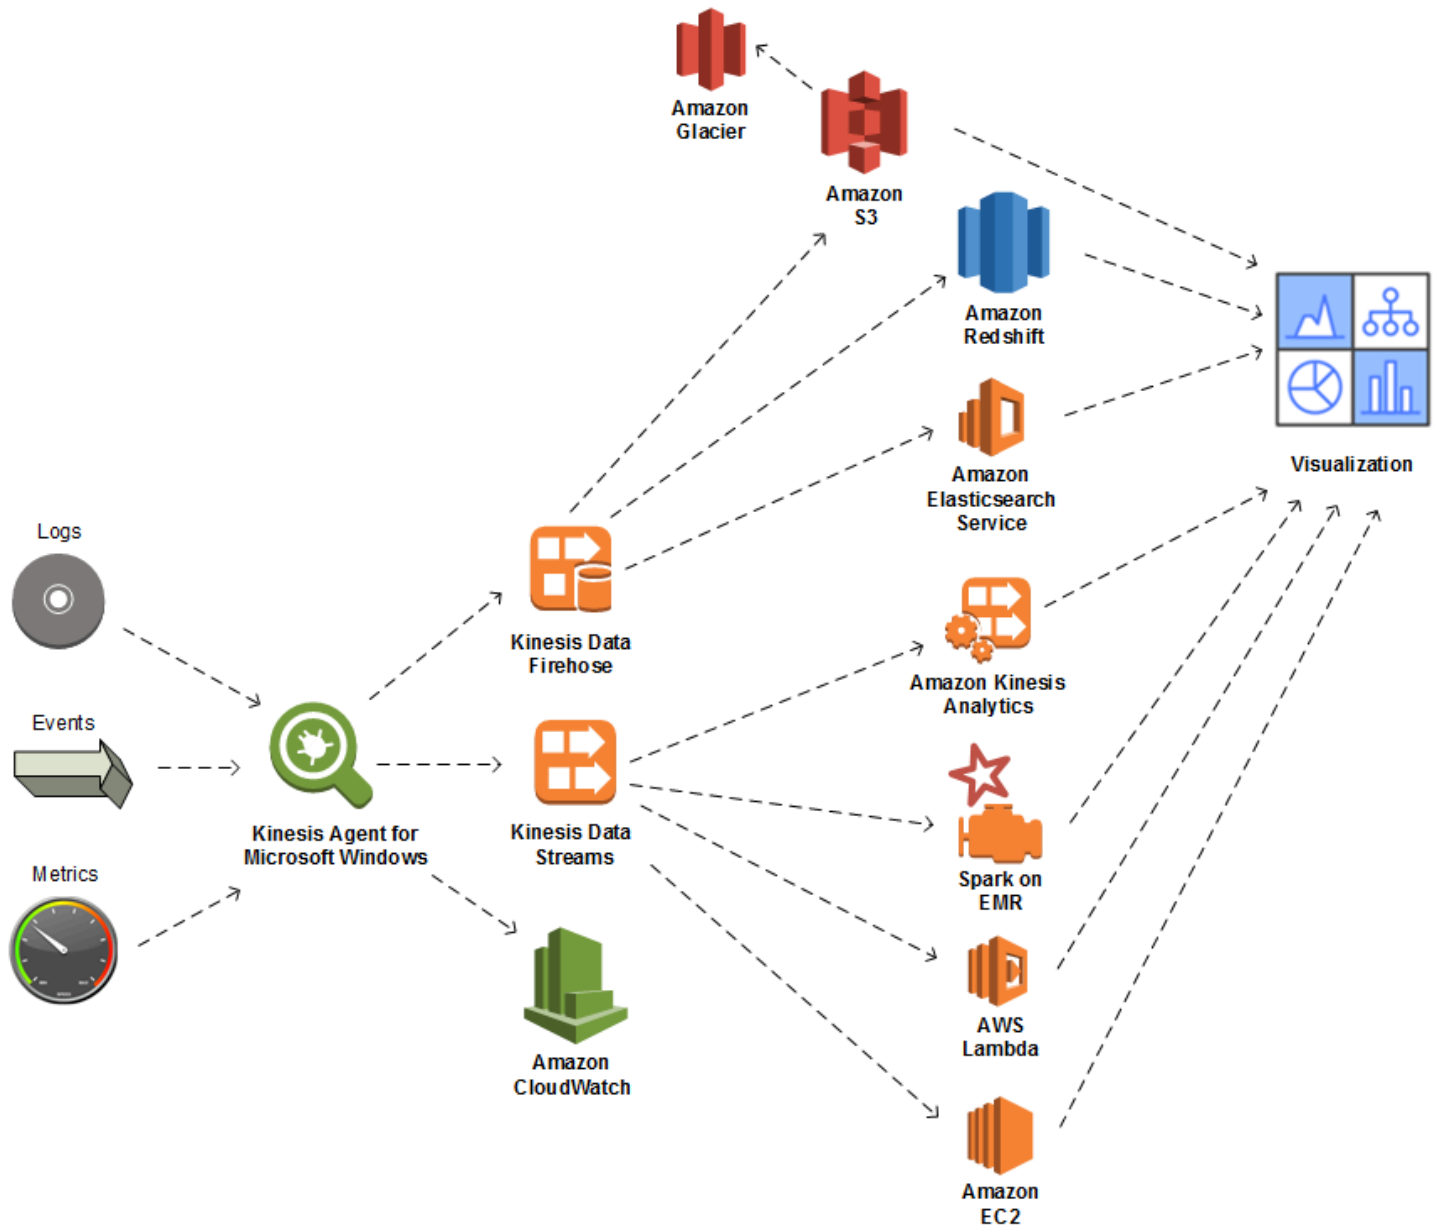 Amazon
Glacier
Amazon
S3
Amazon
Redshift
Visualization
Amazon
Elasticsearch
Service
Logs
Kinesis Data
Firehose
Amazon Kinesis
Analytics
Events
Kinesis Agent for
Microsoft Windows
Kinesis Data
Streams
Spark on
EMR
Metrics
AWS
Lambda
Amazon
CloudWatch
Amazon
EC2